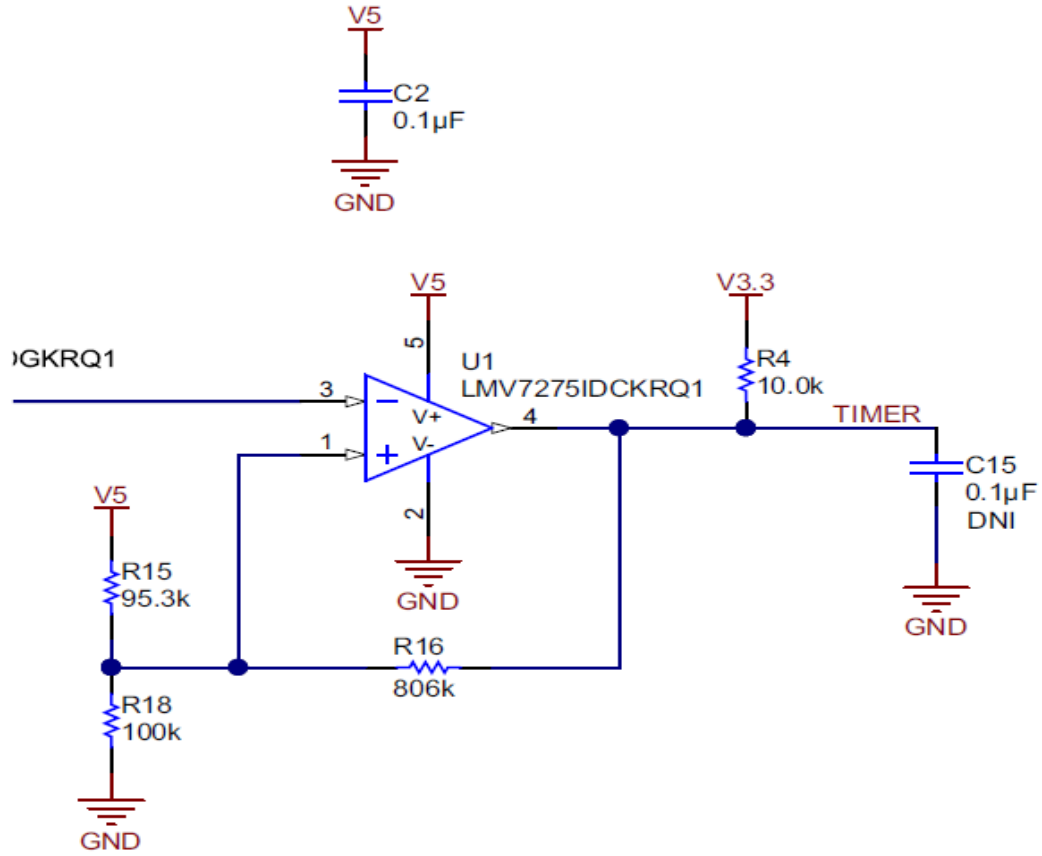 V5
C2
0.1µF
GND
V5
V3.3
5
U1
LMV7275IDCKRQ1
R4
10.0k
3
−
V+
4
TIMER
1
+
V-
2
GND
C15
0.1µF
DNI
GND
V5
R15
95.3k
R16
806k
R18
100k
GND